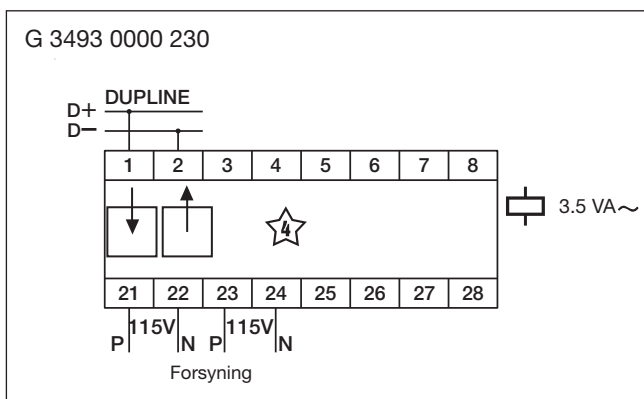 G 3493 0000 230
DUPLINE
D+
D−
1 2 3 4 5 6 7 8
4
3.5 VA~
21 22 23 24 25 26 27 28
P 115V N P 115V N
Forsyning